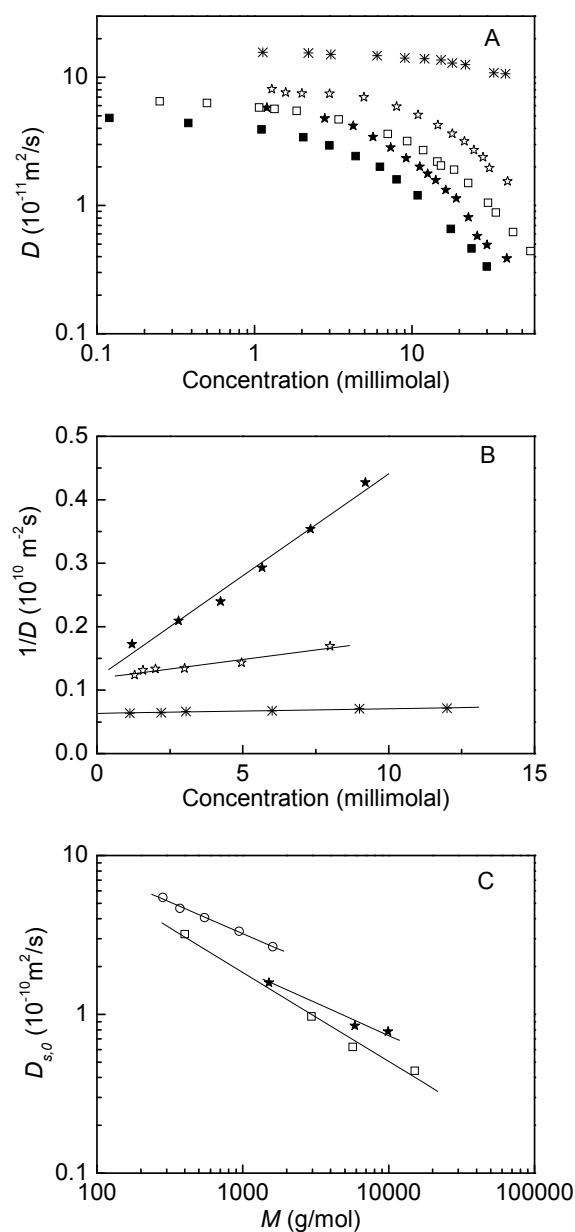 A
10
1
0.1
D (10⁻¹¹m²/s)
0.1 1 10
Concentration (millimolal)
B
0.5
0.4
0.3
0.2
0.1
0.0
1/D (10¹⁰ m⁻²s)
0 5 10 15
Concentration (millimolal)
C
10
1
0.1
Dₛ,₀ (10⁻¹⁰m²/s)
100 1000 10000 100000
M (g/mol)